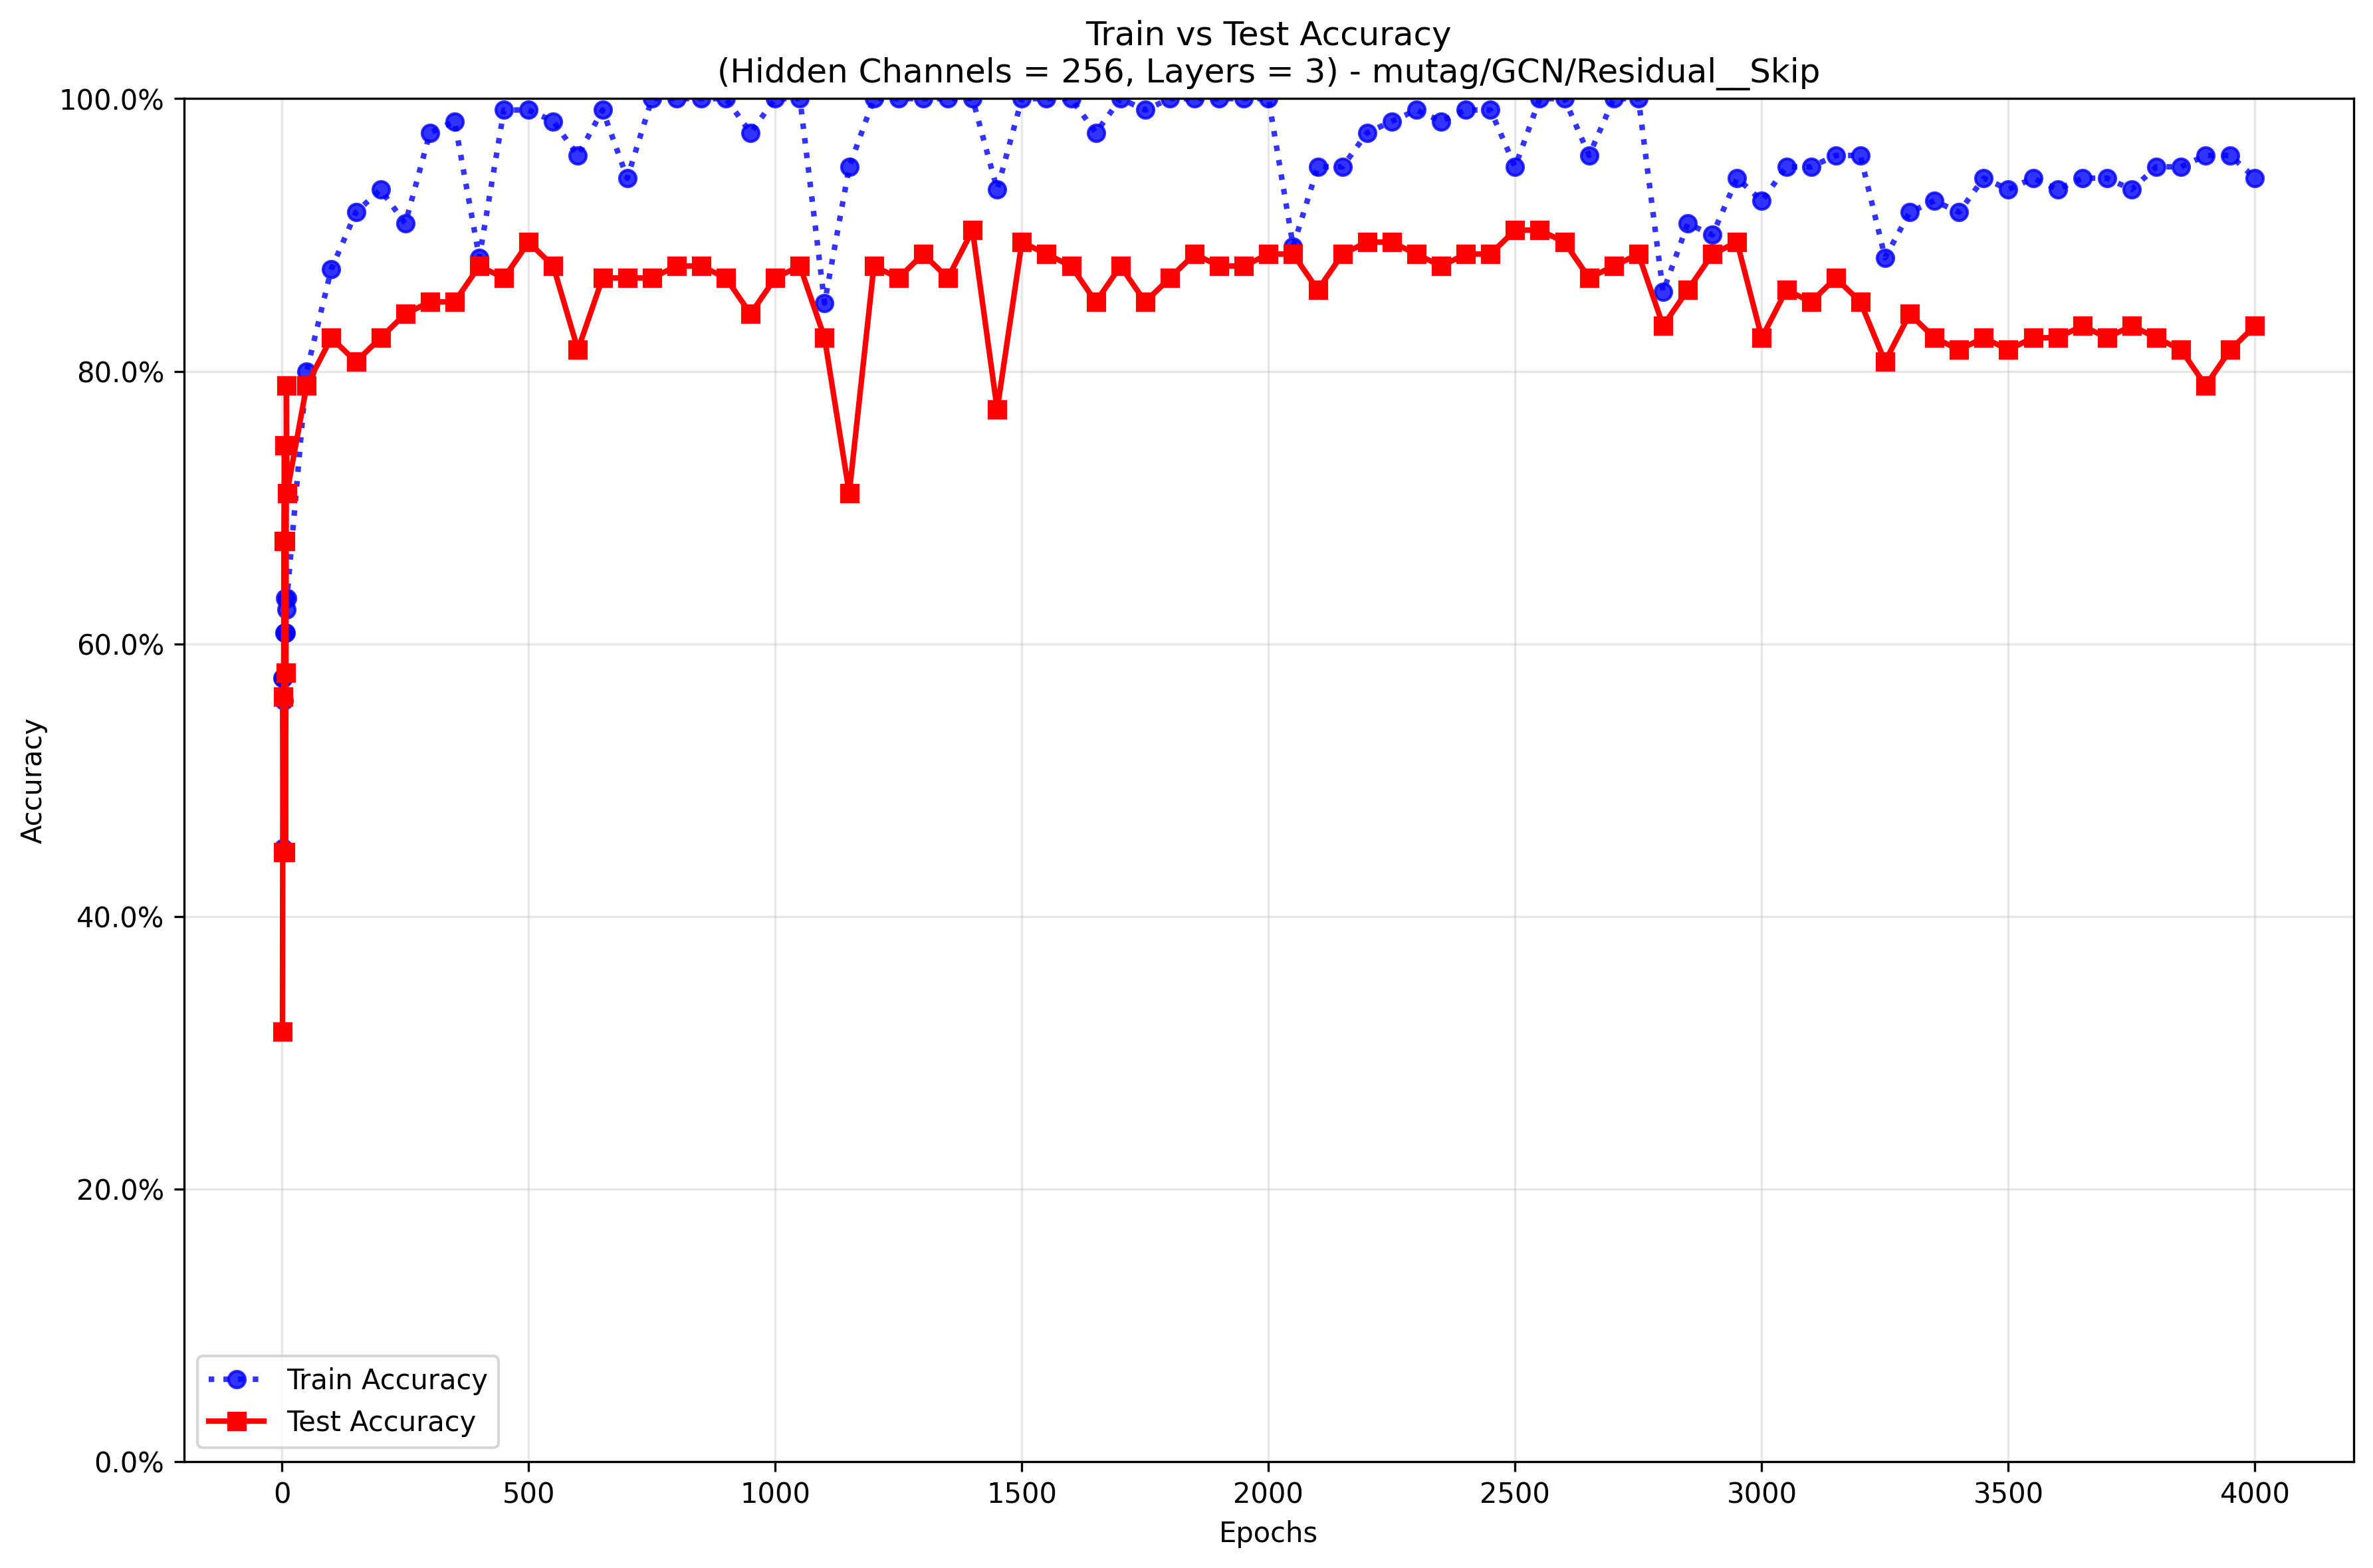 Train vs Test Accuracy
(Hidden Channels = 256, Layers = 3) - mutag/GCN/Residual__Skip
100.0%
80.0%
60.0%
40.0%
20.0%
0.0%
Accuracy
Train Accuracy
Test Accuracy
0 500 1000 1500 2000 2500 3000 3500 4000
Epochs